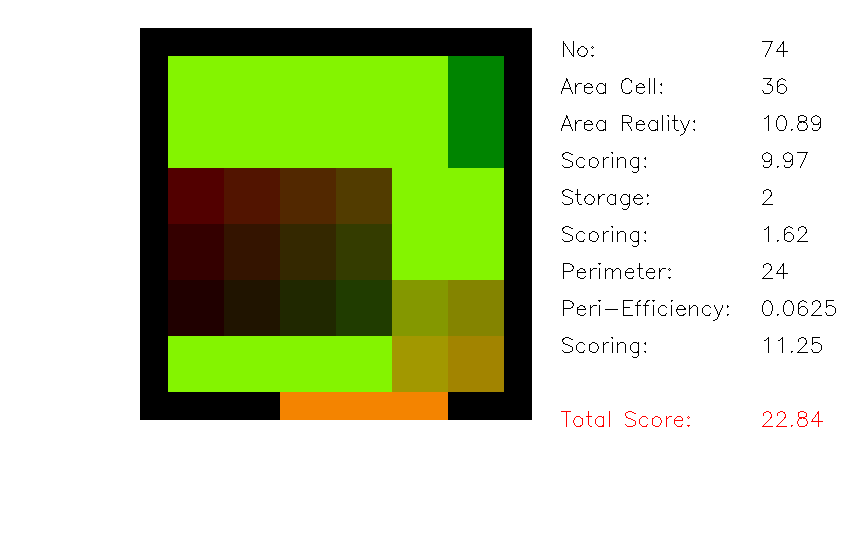 No: 74
Area Cell: 36
Area Reality: 10.89
Scoring: 9.97
Storage: 2
Scoring: 1.62
Perimeter: 24
Peri-Efficiency: 0.0625
Scoring: 11.25
Total Score: 22.84